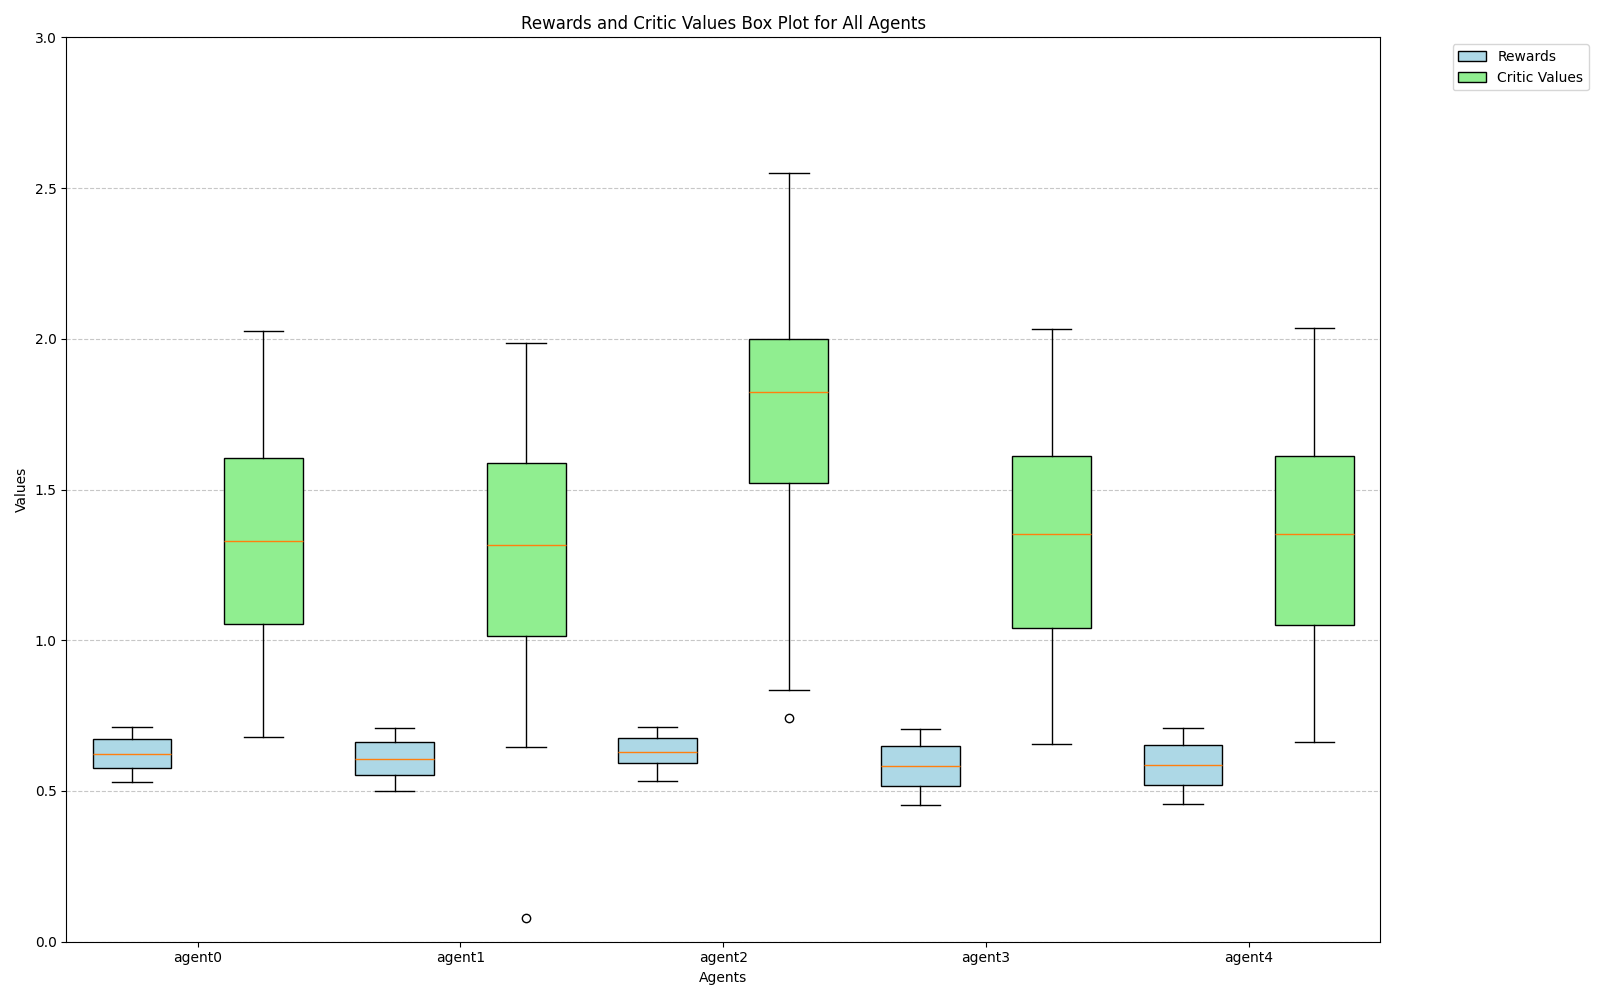 Rewards and Critic Values Box Plot for All Agents
Rewards
Critic Values
Values
3.0
2.5
2.0
1.5
1.0
0.5
0.0
agent0
agent1
agent2
agent3
agent4
Agents